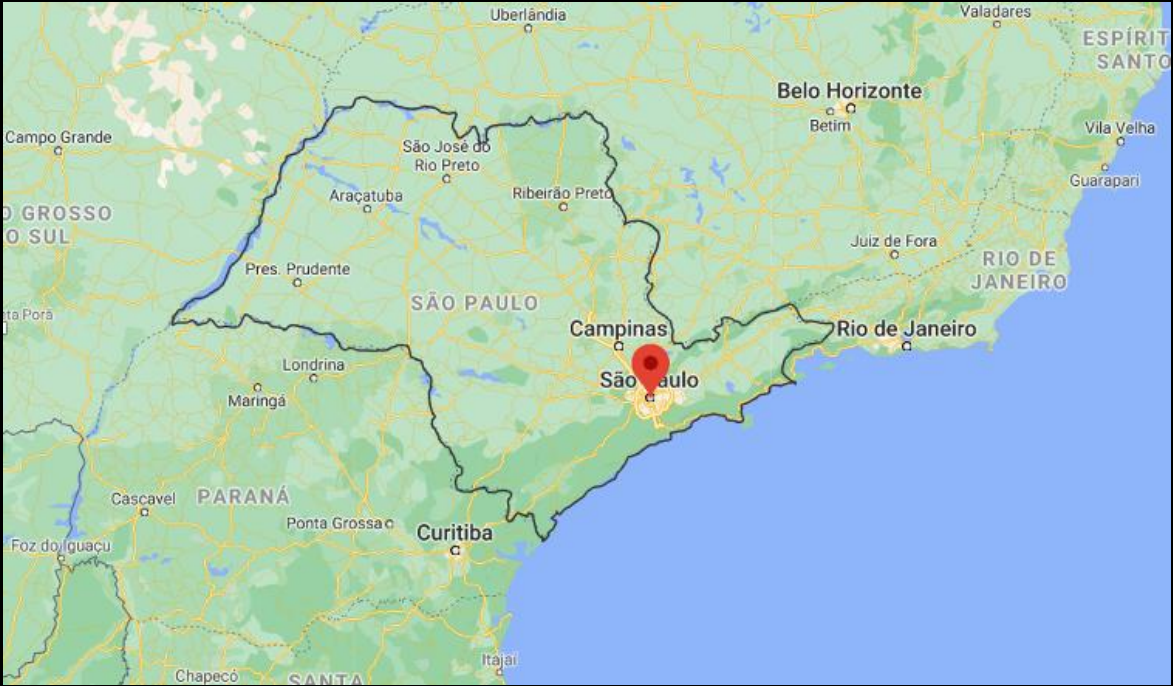 Uberlândia
Valadares
ESPÍRIT
SANTO
Belo Horizonte
Betim
Campo Grande
São José do
Rio Preto
Vila Velha
Guarapari
Araçatuba
Ribeirão Preto
O GROSSO
O SUL
Juiz de Fora
RIO DE
JANEIRO
Pres. Prudente
SÃO PAULO
nta Porã
Campinas
Rio de Janeiro
Londrina
São aulo
Maringá
Cascavel
PARANÁ
Ponta Grossa
Curitiba
Foz do Iguaçu
Itajaí
Chapecó
SANTA